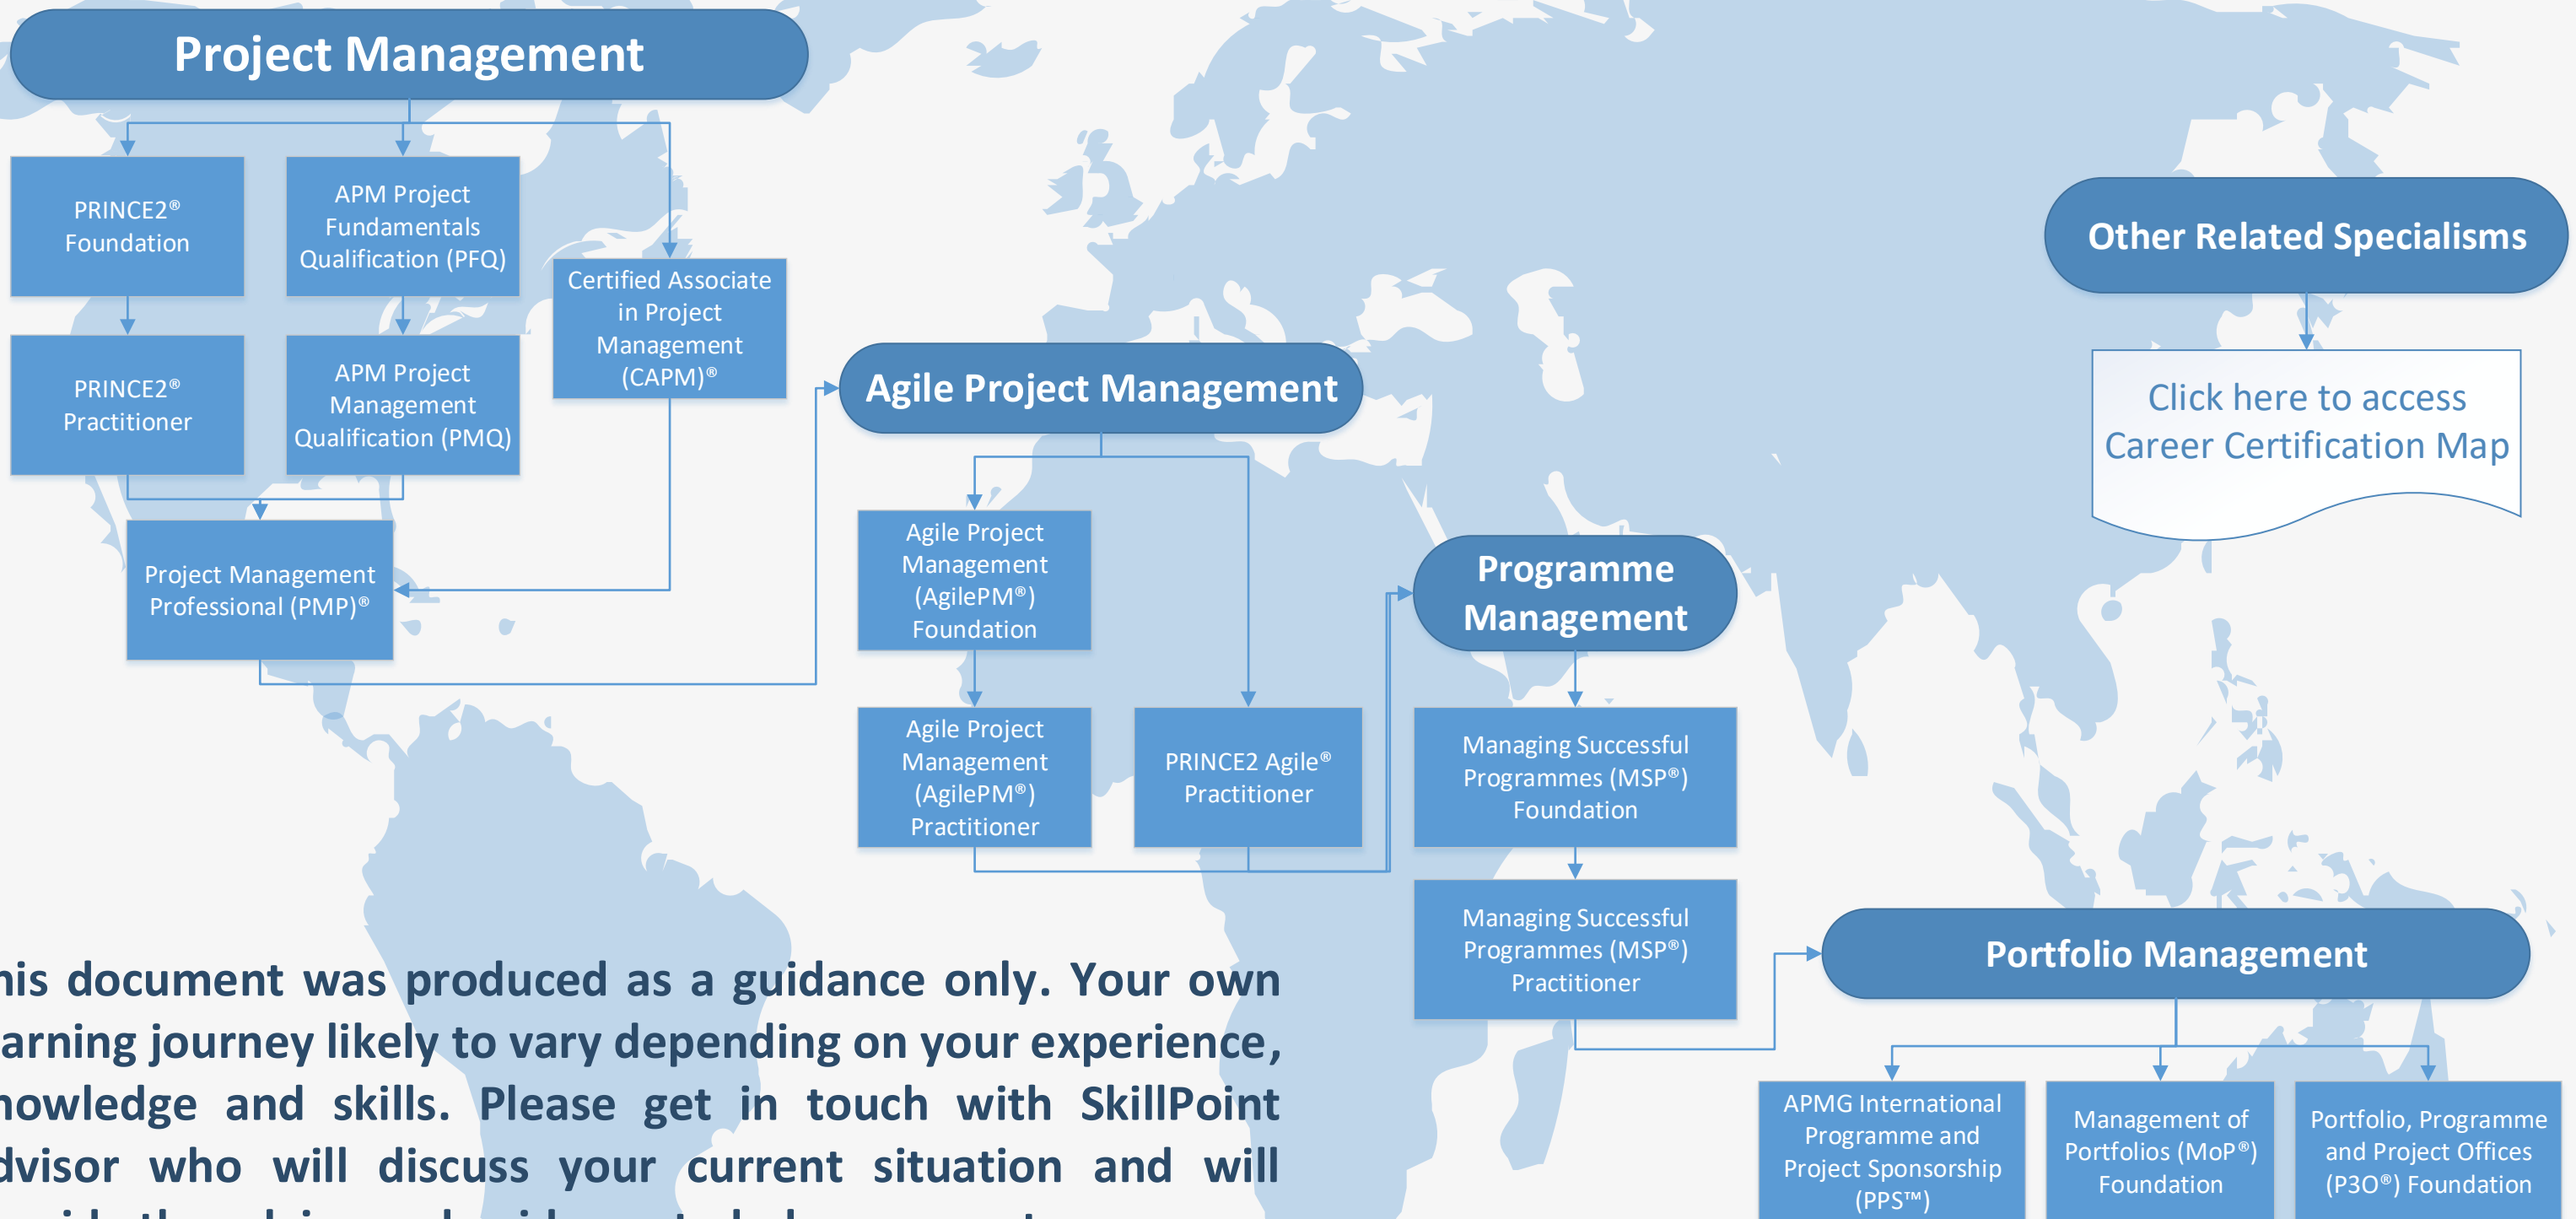 Project Management
PRINCE2®
Foundation
APM Project
Fundamentals
Qualification (PFQ)
Certified Associate
in Project
Management
(CAPM)®
PRINCE2®
Practitioner
APM Project
Management
Qualification (PMQ)
Project Management
Professional (PMP)®
Agile Project Management
Agile Project
Management
(AgilePM®)
Foundation
Agile Project
Management
(AgilePM®)
Practitioner
PRINCE2 Agile®
Practitioner
Programme
Management
Managing Successful
Programmes (MSP®)
Foundation
Managing Successful
Programmes (MSP®)
Practitioner
Other Related Specialisms
Click here to access
Career Certification Map
Portfolio Management
APMG International
Programme and
Project Sponsorship
(PPS™)
Management of
Portfolios (MoP®)
Foundation
Portfolio, Programme
and Project Offices
(P3O®) Foundation
his document was produced as a guidance only. Your own
arning journey likely to vary depending on your experience,
nowledge and skills. Please get in touch with SkillPoint
dvisor who will discuss your current situation and will